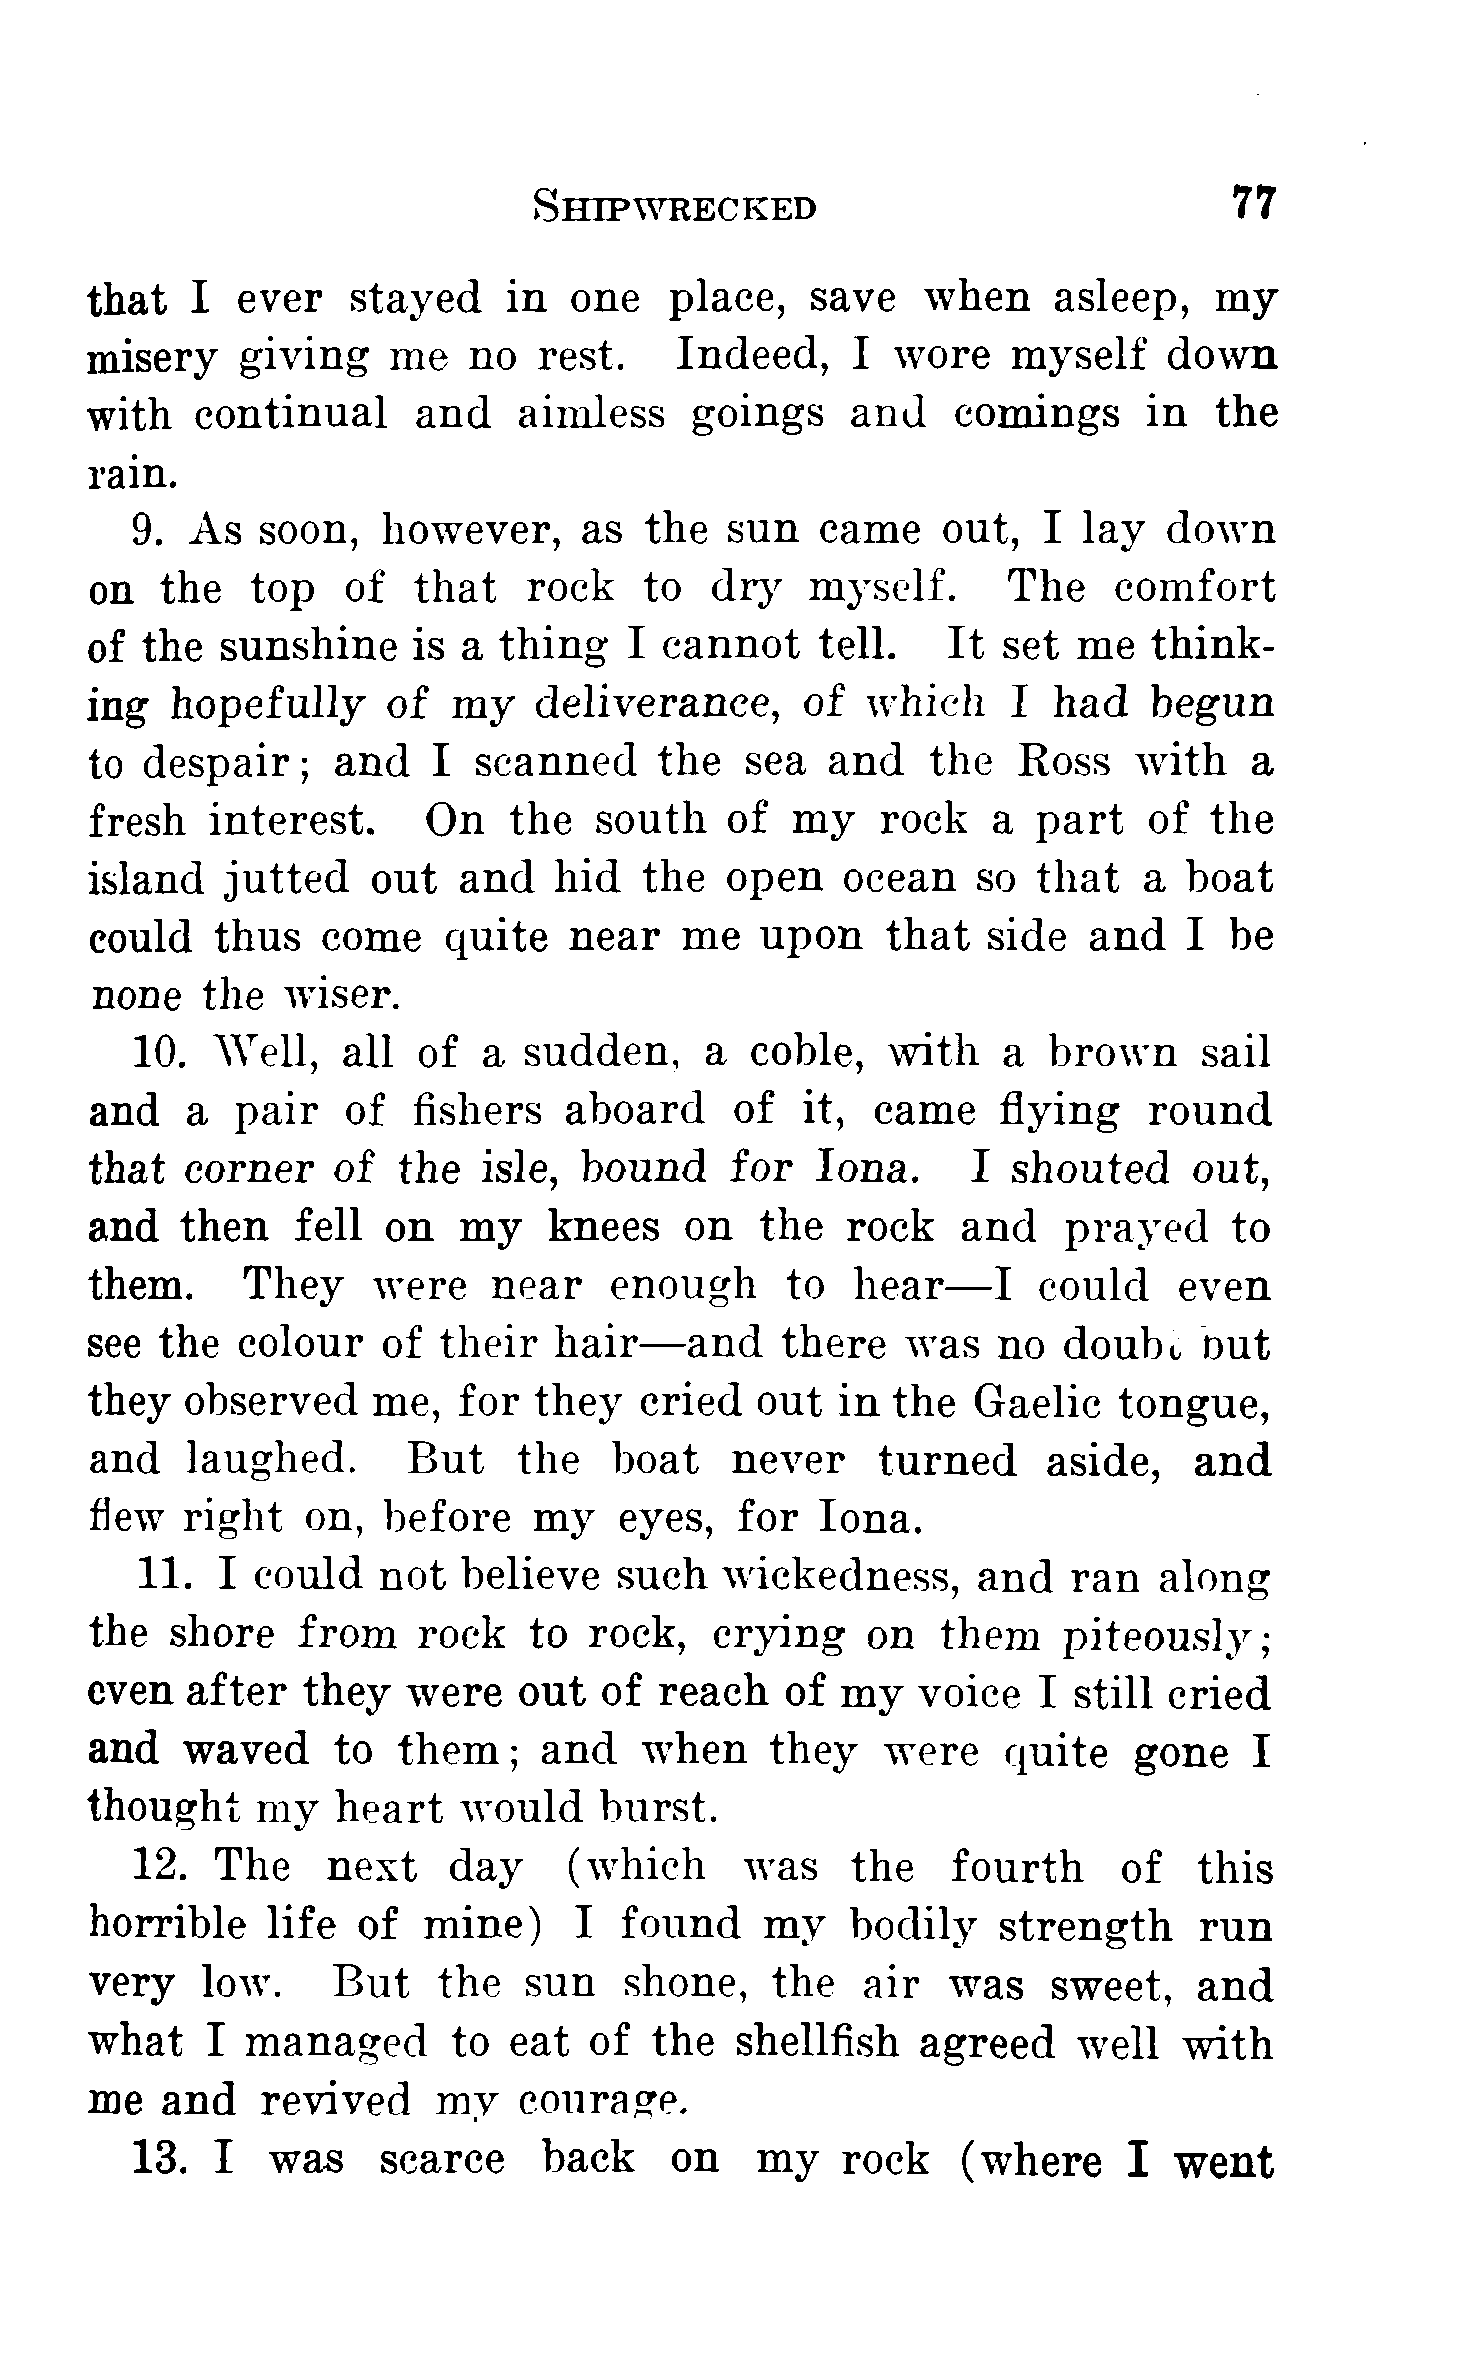 SHIPWRECKED 77
that I ever stayed in one place, save when asleep, my
misery giving me no rest. Indeed, I wore myself down
with continual and aimless goings and comings in the
rain.
9. As soon, however, as the sun came out, I lay down
on the top of that rock to dry myself. The comfort
of the sunshine is a thing I cannot tell. It set me think-
ing hopefully of my deliverance, of which I had begun
to despair; and I scanned the sea and the Ross with a
fresh interest. On the south of my rock a part of the
island jutted out and hid the open ocean so that a boat
could thus come quite near me upon that side and I be
none the wiser.
10. Well, all of a sudden, a coble, with a brown sail
and a pair of fishers aboard of it, came flying round
that corner of the isle, bound for Iona. I shouted out,
and then fell on my knees on the rock and prayed to
them. They were near enough to hear—I could even
see the colour of their hair—and there was no doubt but
they observed me, for they cried out in the Gaelic tongue,
and laughed. But the boat never turned aside, and
flew right on, before my eyes, for Iona.
11. I could not believe such wickedness, and ran along
the shore from rock to rock, crying on them piteously;
even after they were out of reach of my voice I still cried
and waved to them; and when they were quite gone I
thought my heart would burst.
12. The next day (which was the fourth of this
horrible life of mine) I found my bodily strength run
very low. But the sun shone, the air was sweet, and
what I managed to eat of the shellfish agreed well with
me and revived my courage.
13. I was scarce back on my rock (where I went